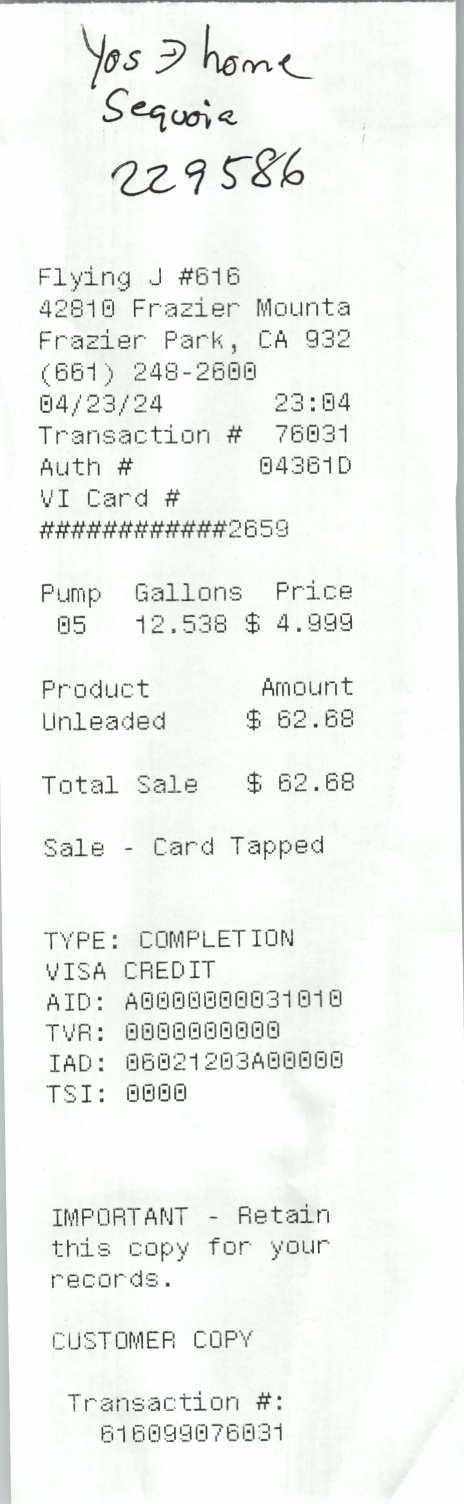 Yos → home
Sequoia
229586
Flying J #616
42810 Frazier Mounta
Frazier Park, CA 932
(661) 248-2600
04/23/24 23:04
Transaction # 76031
Auth # 04361D
VI Card #
############2659
Pump Gallons Price
05 12.538 $ 4.999
Product Amount
Unleaded $ 62.68
Total Sale $ 62.68
Sale - Card Tapped
TYPE: COMPLETION
VISA CREDIT
AID: A0000000031010
TVR: 0000000000
IAD: 06021203A00000
TSI: 0000
IMPORTANT - Retain
this copy for your
records.
CUSTOMER COPY
Transaction #:
616099076031